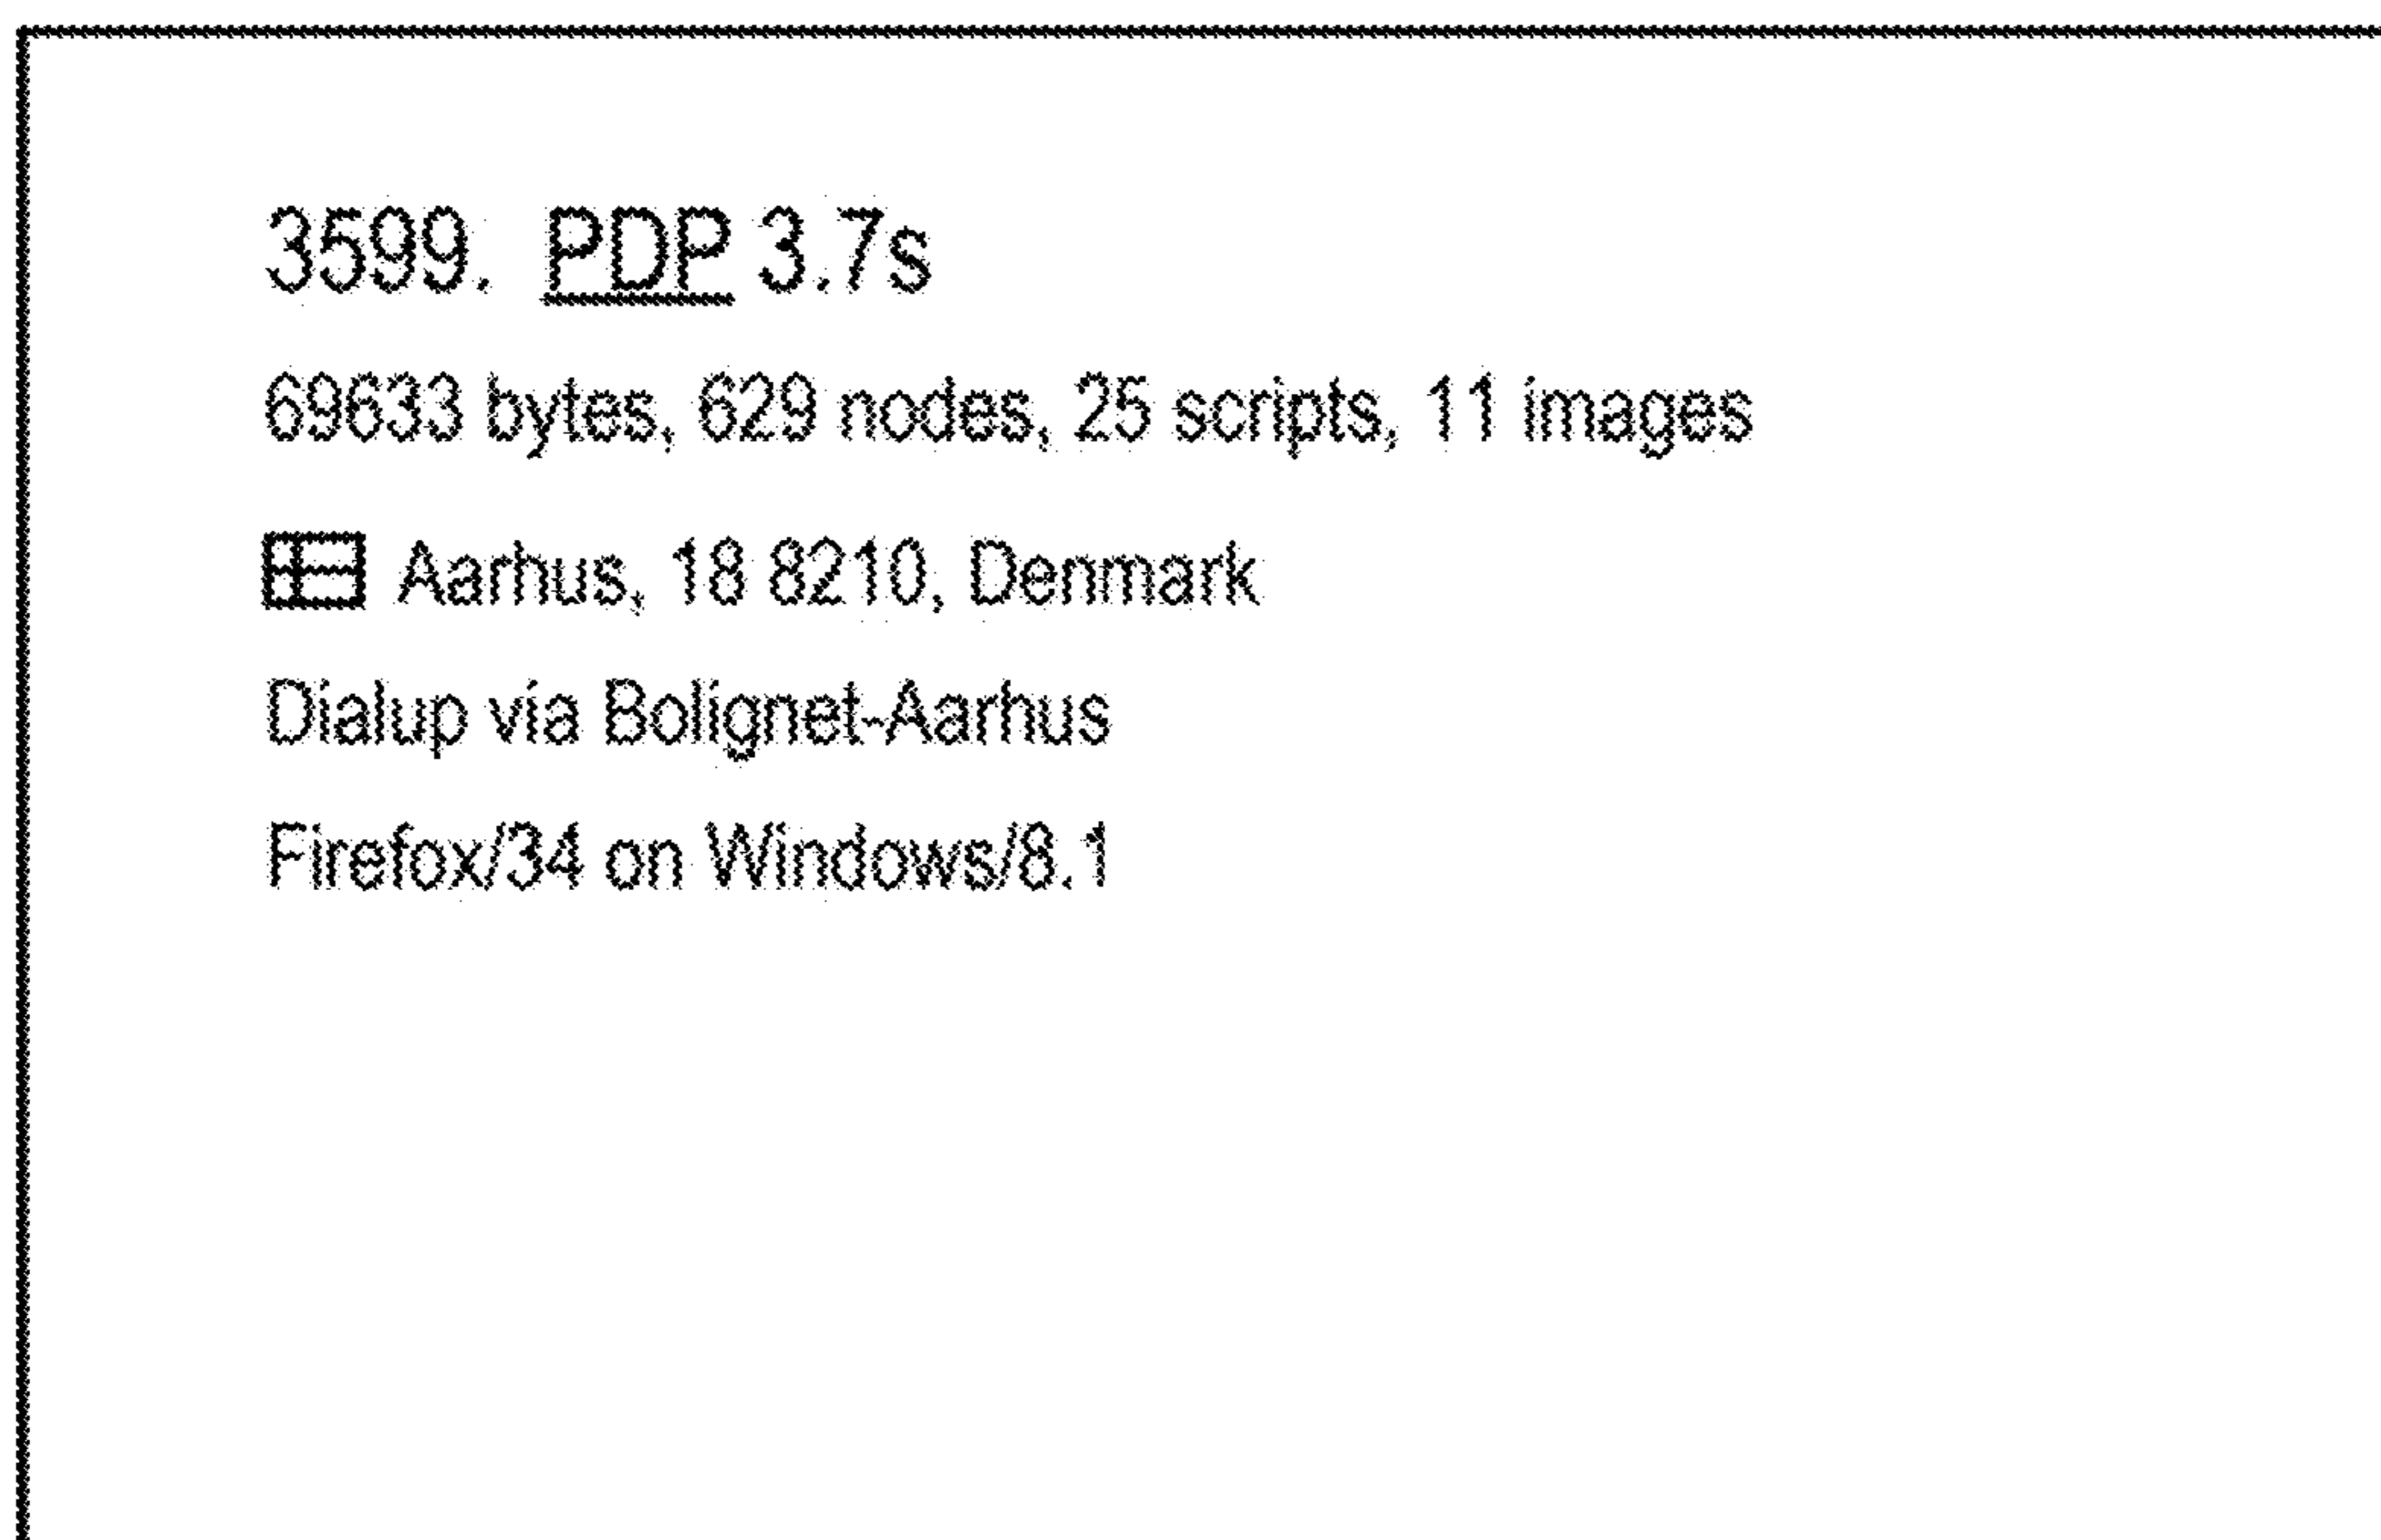 3599. PDP 3.7s
69633 bytes, 629 nodes, 25 scripts, 11 images
Aarhus, 18 8210, Denmark
Dialup via Bolignet-Aarhus
Firefox/34 on Windows/8.1